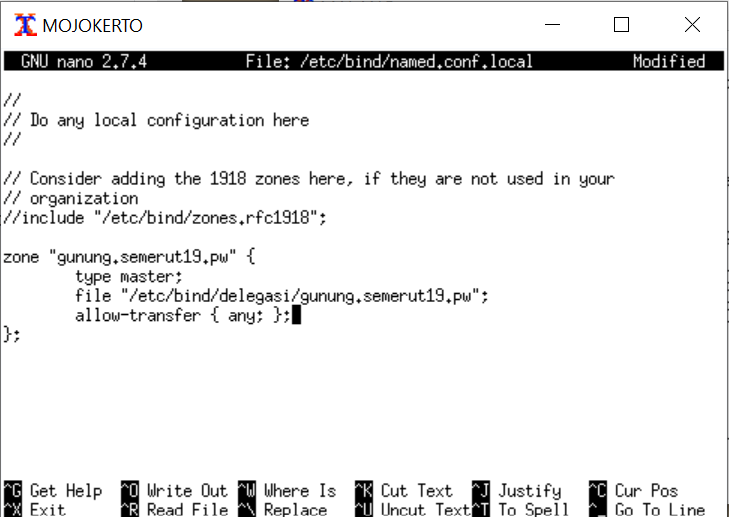 MOJOKERTO
GNU nano 2.7.4 File: /etc/bind/named.conf.local Modified
//
// Do any local configuration here
//
// Consider adding the 1918 zones here, if they are not used in your
// organization
//include "/etc/bind/zones.rfc1918";
zone "gunung.semerut19.pw" {
        type master;
        file "/etc/bind/delegasi/gunung.semerut19.pw";
        allow-transfer { any; };
};
^G Get Help ^O Write Out ^W Where Is ^K Cut Text ^J Justify ^C Cur Pos
^X Exit ^R Read File ^\ Replace ^U Uncut Text ^T To Spell ^_ Go To Line